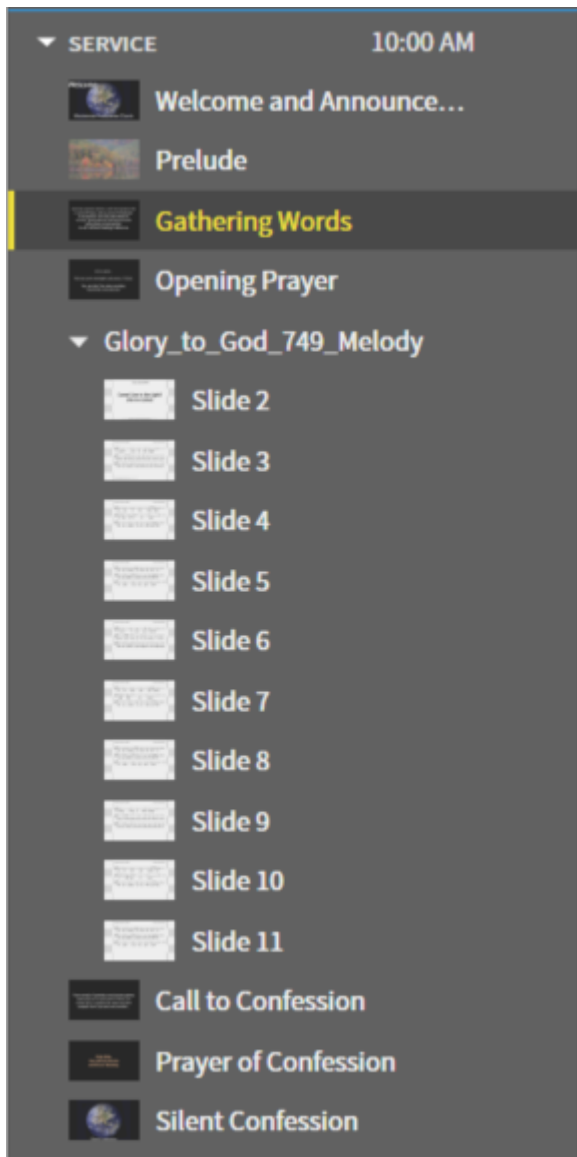 SERVICE 10:00 AM
Welcome and Announce...
Prelude
Gathering Words
Opening Prayer
Glory_to_God_749_Melody
Slide 2
Slide 3
Slide 4
Slide 5
Slide 6
Slide 7
Slide 8
Slide 9
Slide 10
Slide 11
Call to Confession
Prayer of Confession
Silent Confession